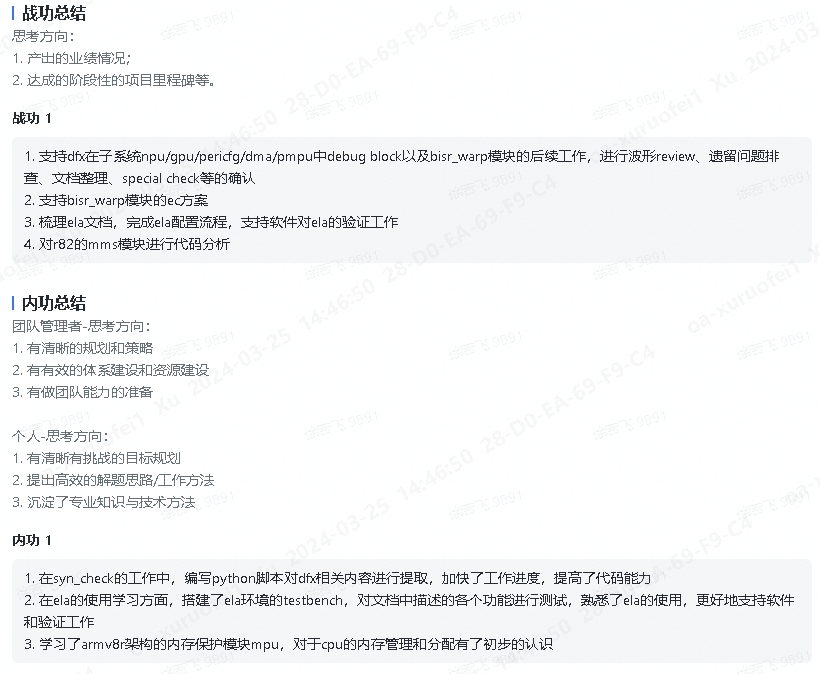 战功总结
思考方向：
1. 产出的业绩情况；
2. 达成的阶段性的项目里程碑等。
战功 1
1. 支持dfx在子系统npu/gpu/pericfg/dma/pmpu中debug block以及bisr_warp模块的后续工作，进行波形review、遗留问题排
查、文档整理、special check等的确认
2. 支持bisr_warp模块的ec方案
3. 梳理ela文档，完成ela配置流程，支持软件对ela的验证工作
4. 对r82的mms模块进行代码分析
内功总结
团队管理者-思考方向：
1. 有清晰的规划和策略
2. 有有效的体系建设和资源建设
3. 有做团队能力的准备
个人-思考方向：
1. 有清晰有挑战的目标规划
2. 提出高效的解题思路/工作方法
3. 沉淀了专业知识与技术方法
内功 1
1. 在syn_check的工作中，编写python脚本对dfx相关内容进行提取，加快了工作进度，提高了代码能力
2. 在ela的使用学习方面，搭建了ela环境的testbench，对文档中描述的各个功能进行测试，熟悉了ela的使用，更好地支持软件
和验证工作
3. 学习了armv8r架构的内存保护模块mpu，对于cpu的内存管理和分配有了初步的认识